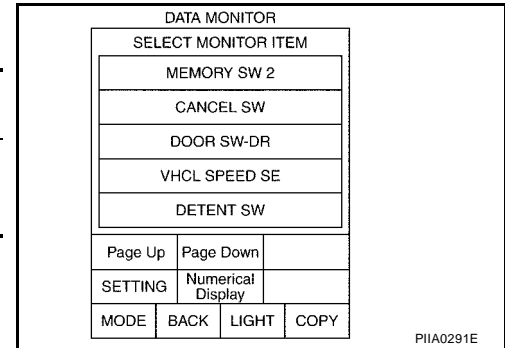 DATA MONITOR
SELECT MONITOR ITEM
MEMORY SW 2
CANCEL SW
DOOR SW-DR
VHCL SPEED SE
DETENT SW
Page Up Page Down
SETTING Numerical Display
MODE BACK LIGHT COPY
PIIA0291E